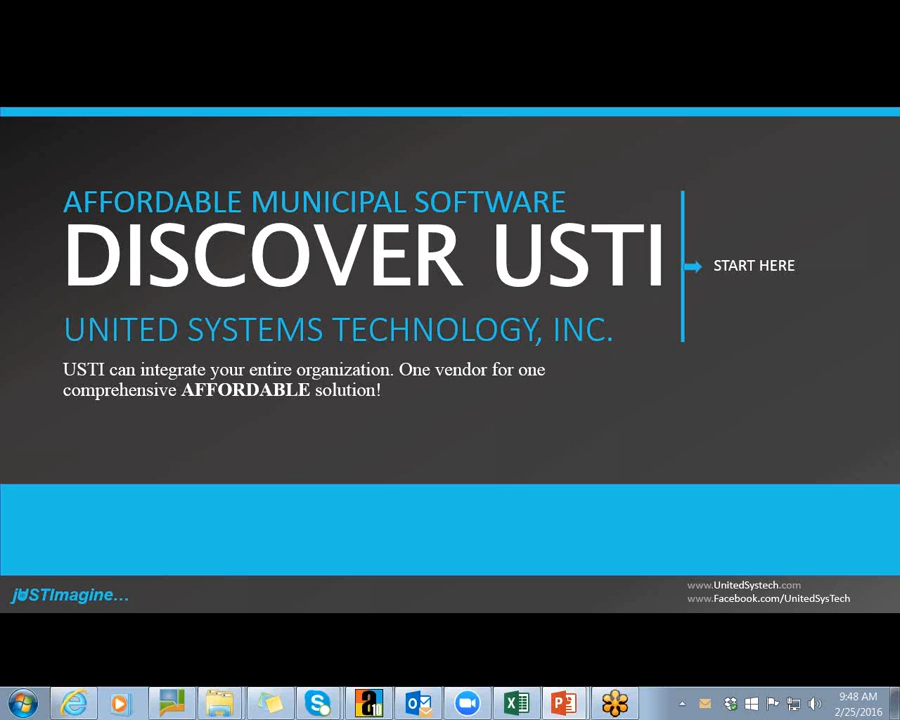 AFFORDABLE MUNICIPAL SOFTWARE
DISCOVER USTI
START HERE
UNITED SYSTEMS TECHNOLOGY, INC.
USTI can integrate your entire organization. One vendor for one
comprehensive AFFORDABLE solution!
jUSTImagine...
www.UnitedSystech.com
www.Facebook.com/UnitedSysTech
9:48 AM
2/25/2016